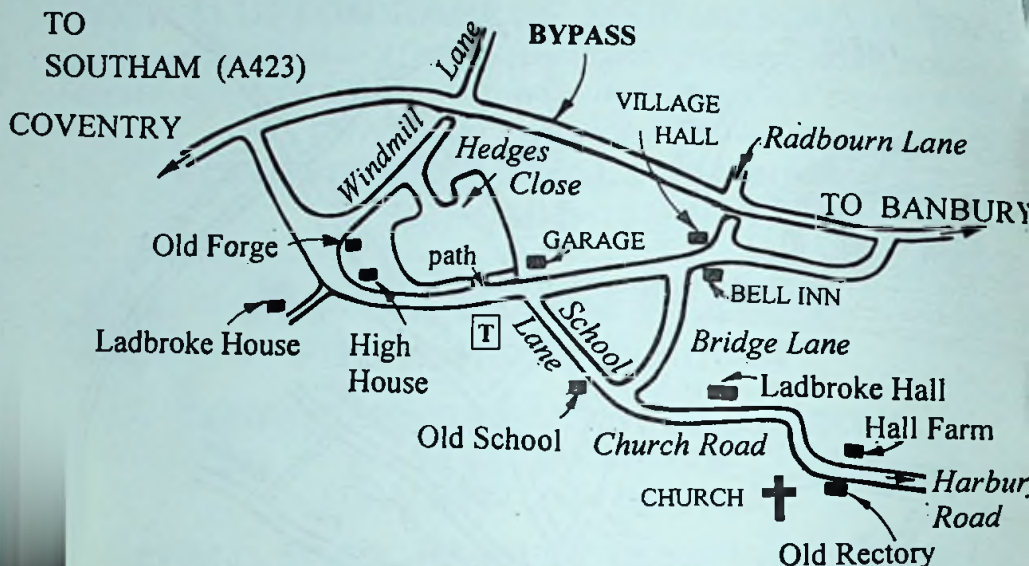 TO
SOUTHAM (A423)
COVENTRY
Lane
BYPASS
VILLAGE
HALL
Radbourn Lane
Windmill
Hedges
Close
TO BANBURY
Old Forge
path
GARAGE
BELL INN
Ladbroke House
High
House
T
School
Lane
Bridge Lane
Ladbroke Hall
Old School
Church Road
Hall Farm
CHURCH
Harbury
Road
Old Rectory